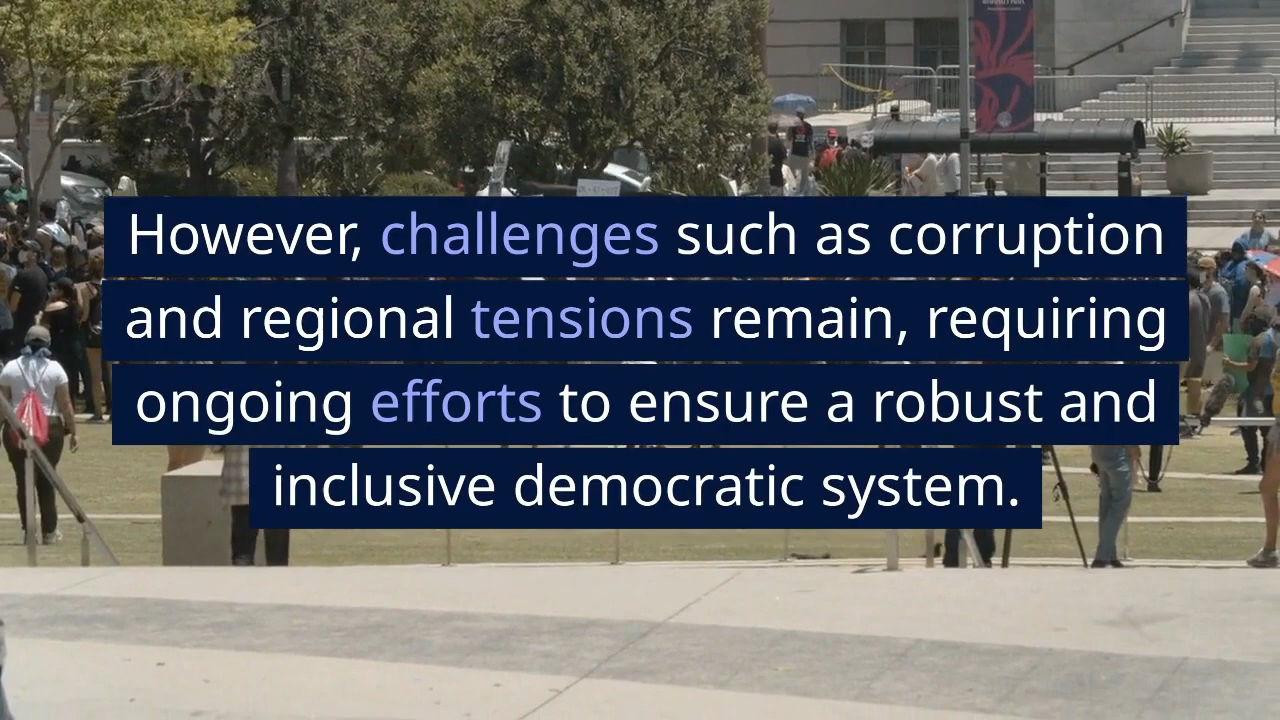 However, challenges such as corruption
and regional tensions remain, requiring
ongoing efforts to ensure a robust and
inclusive democratic system.